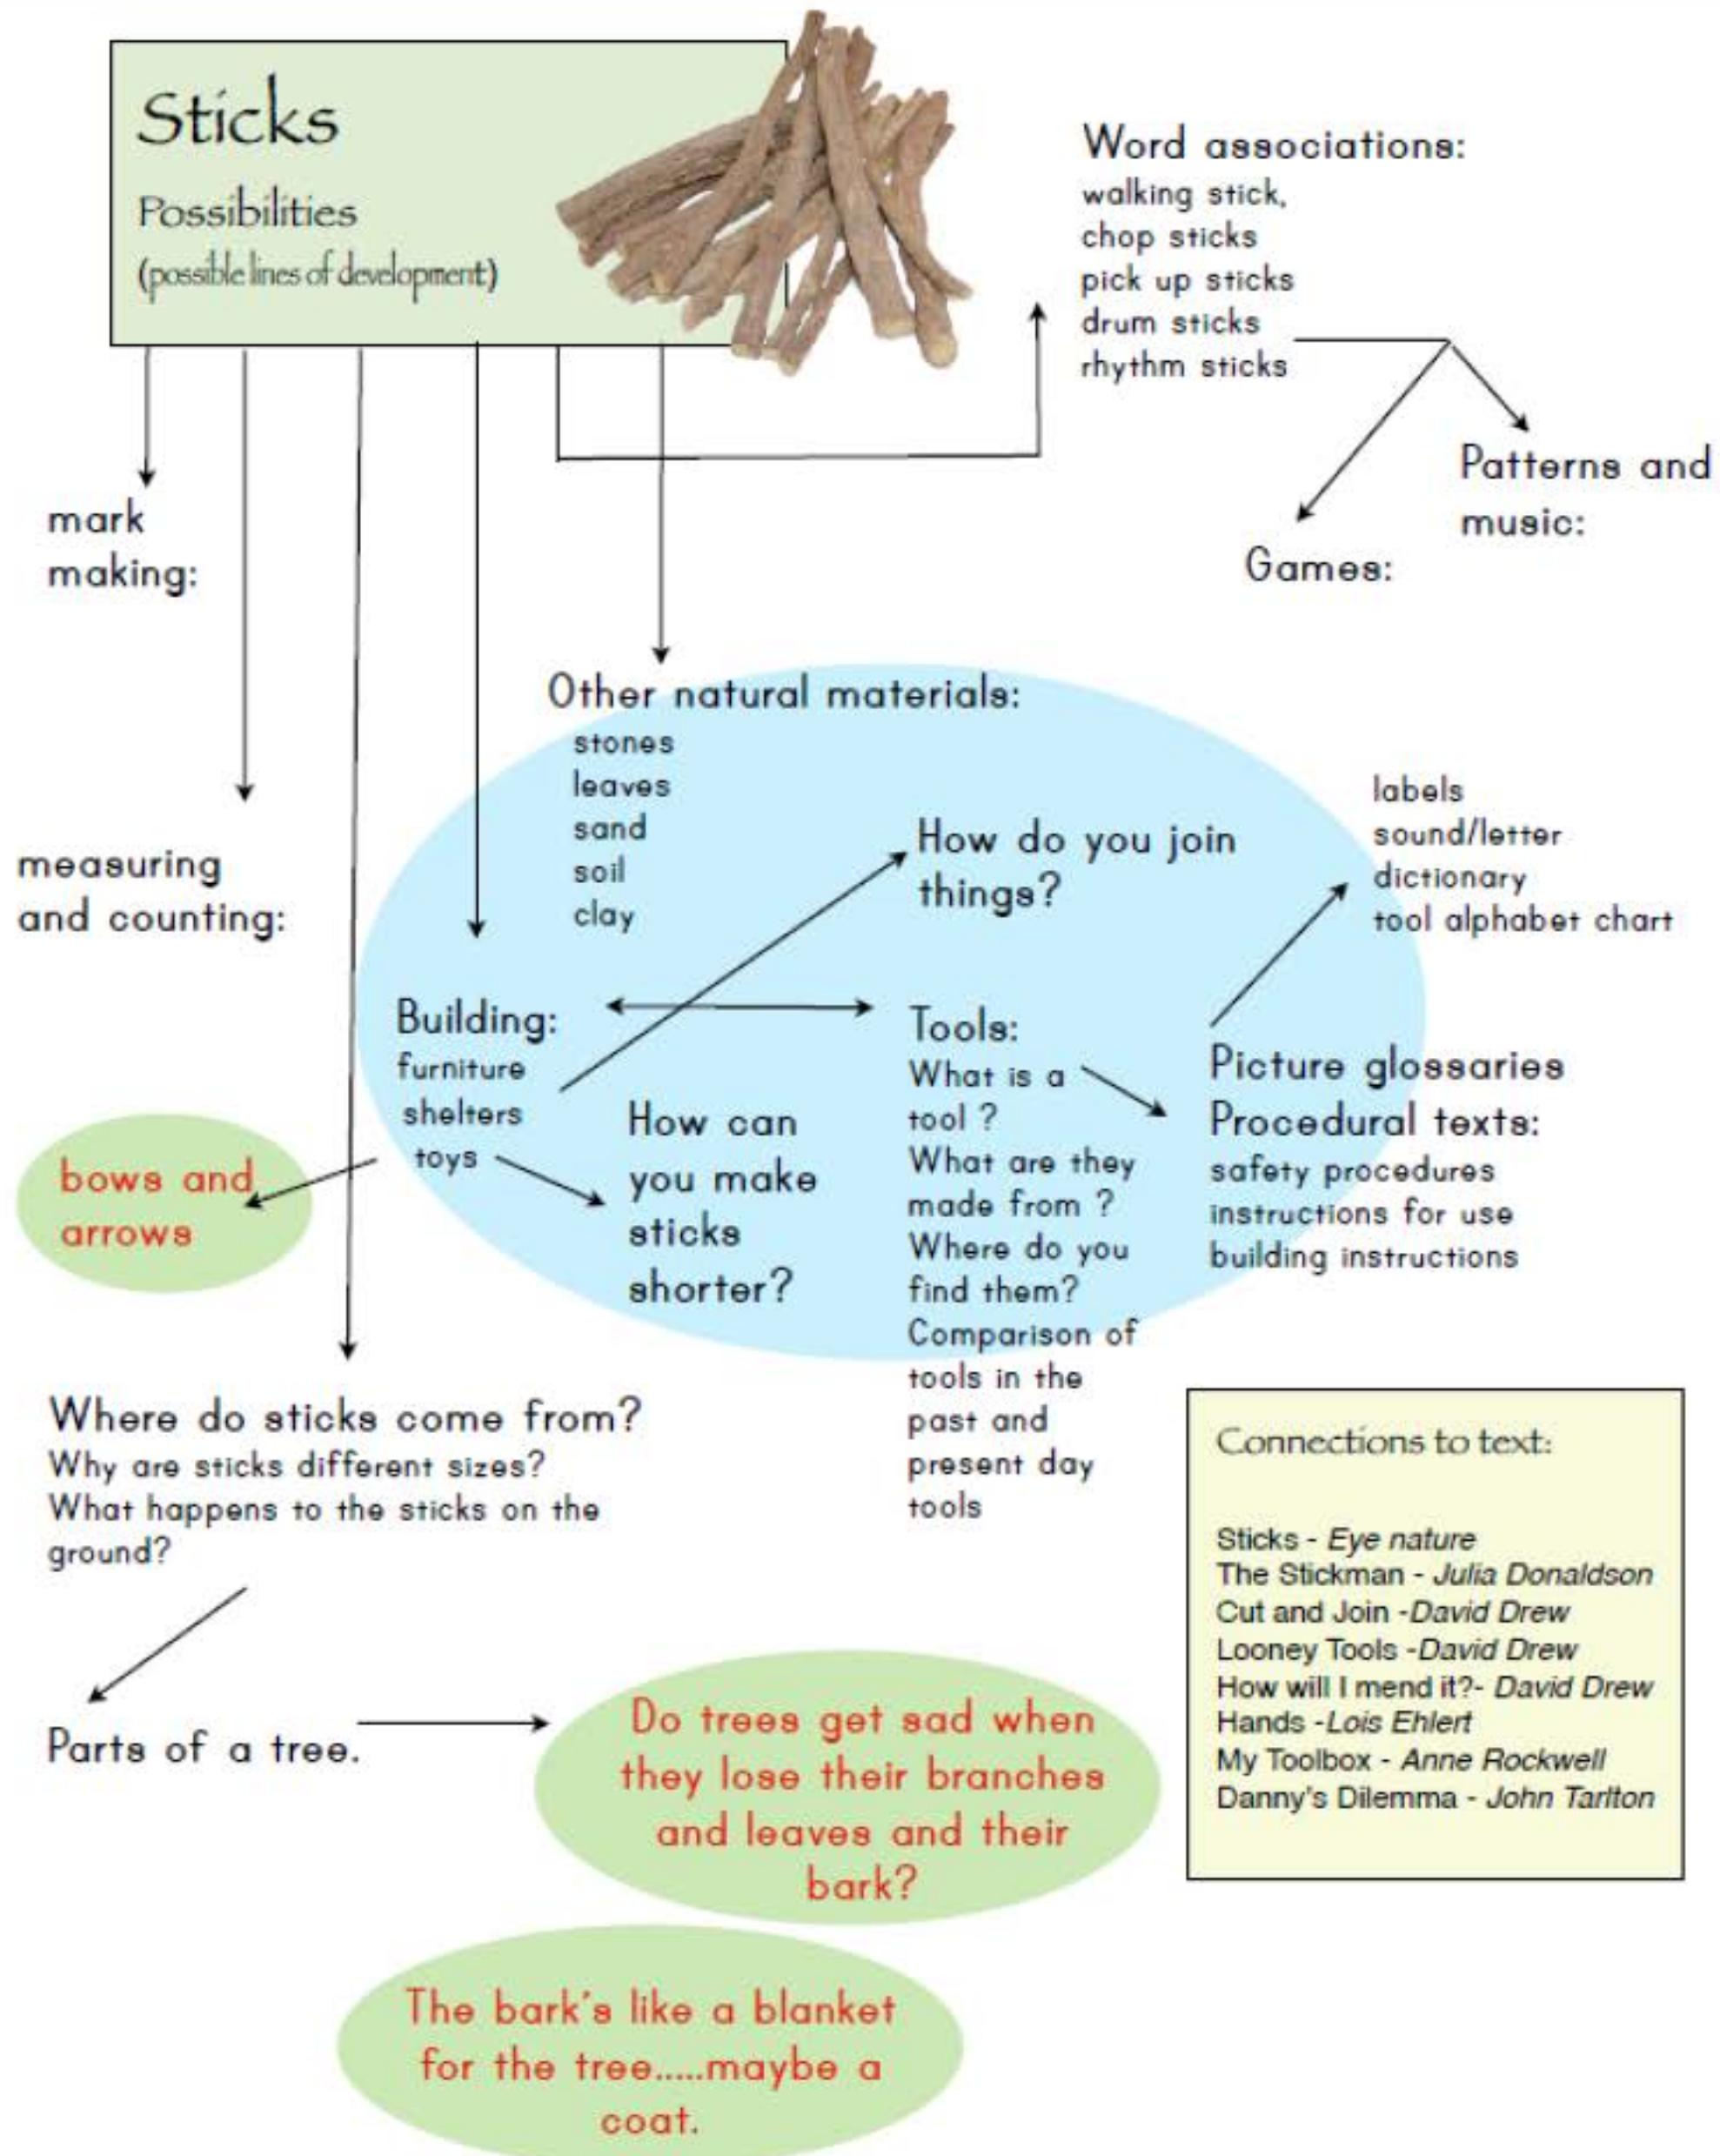 Sticks
Possibilities
(possible lines of development)
Word associations:
walking stick,
chop sticks
pick up sticks
drum sticks
rhythm sticks
Patterns and
music:
Games:
mark
making:
measuring
and counting:
Other natural materials:
stones
leaves
sand
soil
clay
How do you join
things?
labels
sound/letter
dictionary
tool alphabet chart
Building:
furniture
shelters
toys
How can
you make
sticks
shorter?
Tools:
What is a
tool ?
What are they
made from ?
Where do you
find them?
Comparison of
tools in the
past and
present day
tools
Picture glossaries
Procedural texts:
safety procedures
instructions for use
building instructions
bows and
arrows
Where do sticks come from?
Why are sticks different sizes?
What happens to the sticks on the
ground?
Parts of a tree.
Do trees get sad when
they lose their branches
and leaves and their
bark?
The bark's like a blanket
for the tree.....maybe a
coat.
Connections to text:
Sticks - Eye nature
The Stickman - Julia Donaldson
Cut and Join -David Drew
Looney Tools -David Drew
How will I mend it?- David Drew
Hands -Lois Ehlert
My Toolbox - Anne Rockwell
Danny's Dilemma - John Tarlton